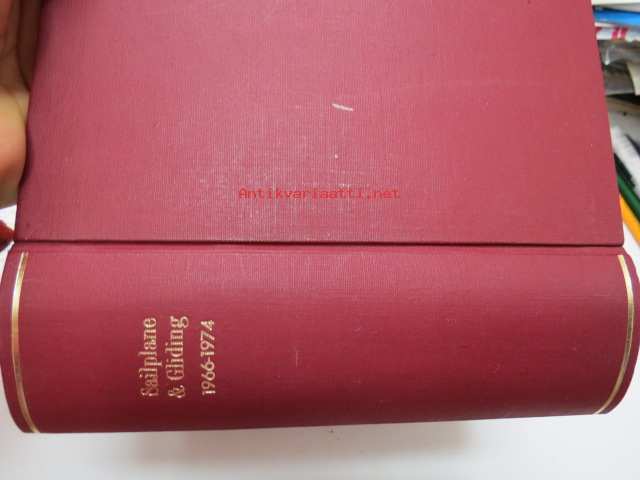 Antikvariaatti.net
Sailplane
& Gliding
1966-1974